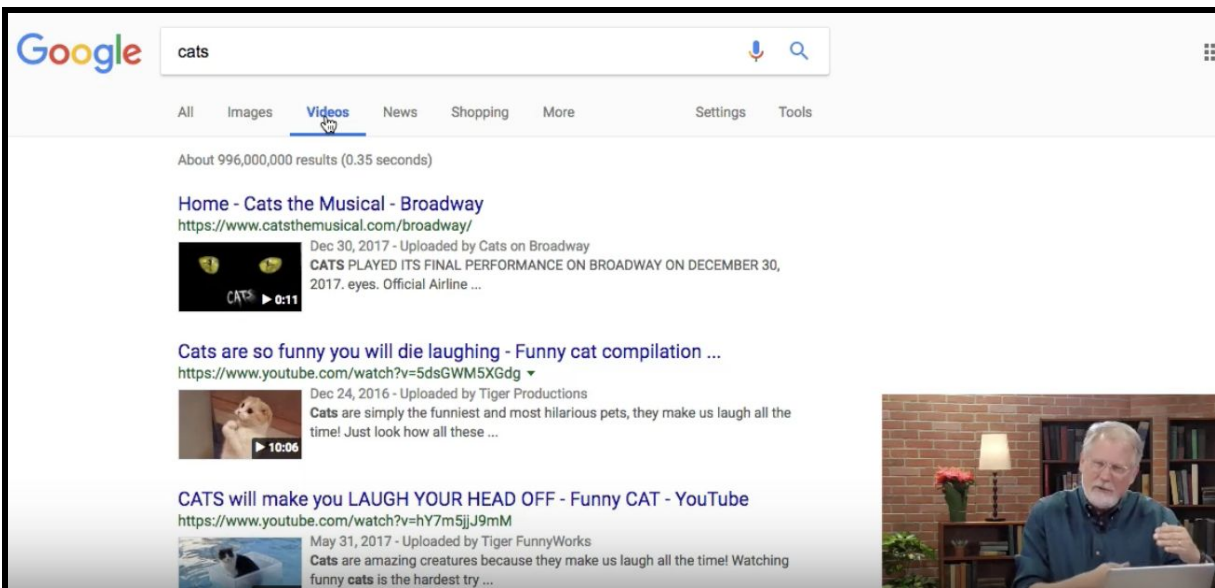 Google
cats
All Images Videos News Shopping More Settings Tools
About 996,000,000 results (0.35 seconds)
Home - Cats the Musical - Broadway
https://www.catsthemusical.com/broadway/
Dec 30, 2017 - Uploaded by Cats on Broadway
CATS PLAYED ITS FINAL PERFORMANCE ON BROADWAY ON DECEMBER 30,
2017. eyes. Official Airline ...
CATS 0:11
Cats are so funny you will die laughing - Funny cat compilation ...
https://www.youtube.com/watch?v=5dsGWM5XGdg
Dec 24, 2016 - Uploaded by Tiger Productions
Cats are simply the funniest and most hilarious pets, they make us laugh all the
time! Just look how all these ...
10:06
CATS will make you LAUGH YOUR HEAD OFF - Funny CAT - YouTube
https://www.youtube.com/watch?v=hY7m5jjJ9mM
May 31, 2017 - Uploaded by Tiger FunnyWorks
Cats are amazing creatures because they make us laugh all the time! Watching
funny cats is the hardest try ...